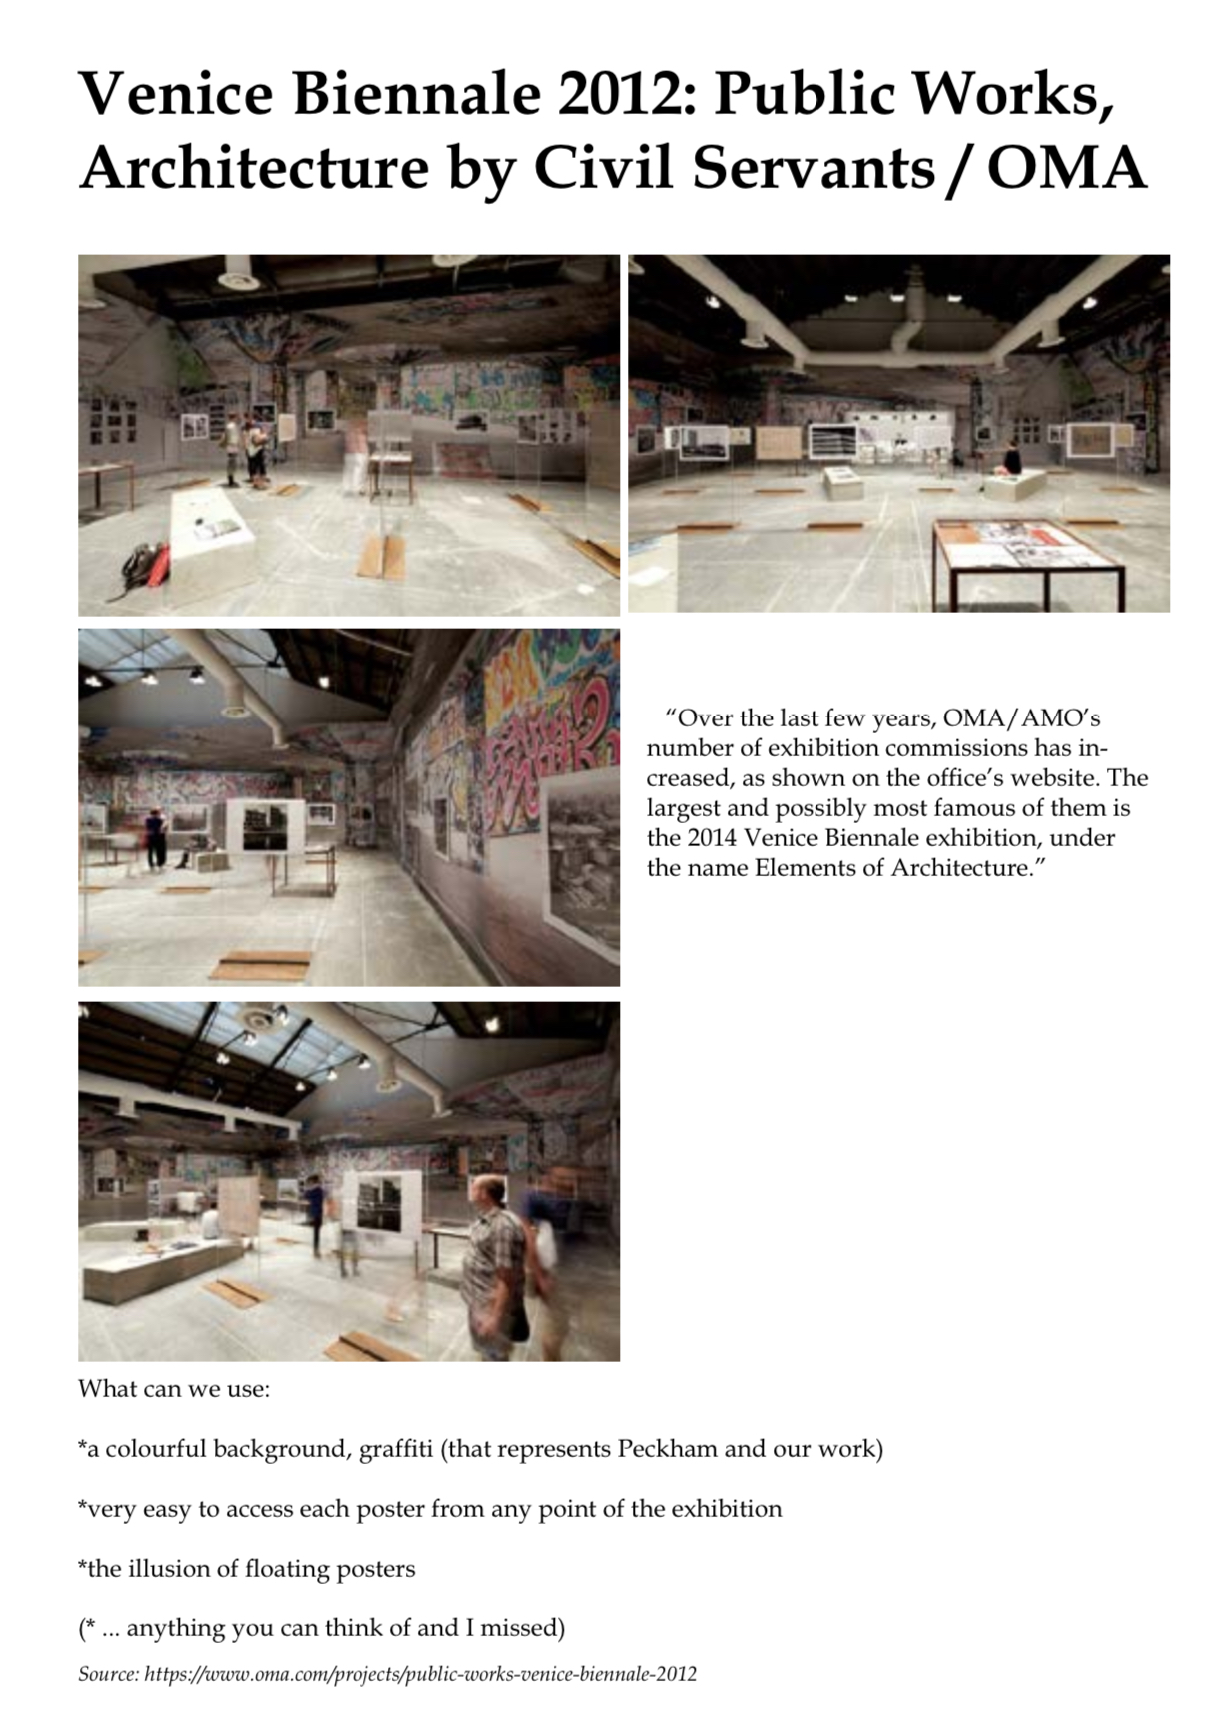 Venice Biennale 2012: Public Works,
Architecture by Civil Servants / OMA
“Over the last few years, OMA/AMO’s
number of exhibition commissions has in-
creased, as shown on the office’s website. The
largest and possibly most famous of them is
the 2014 Venice Biennale exhibition, under
the name Elements of Architecture.”
What can we use:
*a colourful background, graffiti (that represents Peckham and our work)
*very easy to access each poster from any point of the exhibition
*the illusion of floating posters
(* ... anything you can think of and I missed)
Source: https://www.oma.com/projects/public-works-venice-biennale-2012